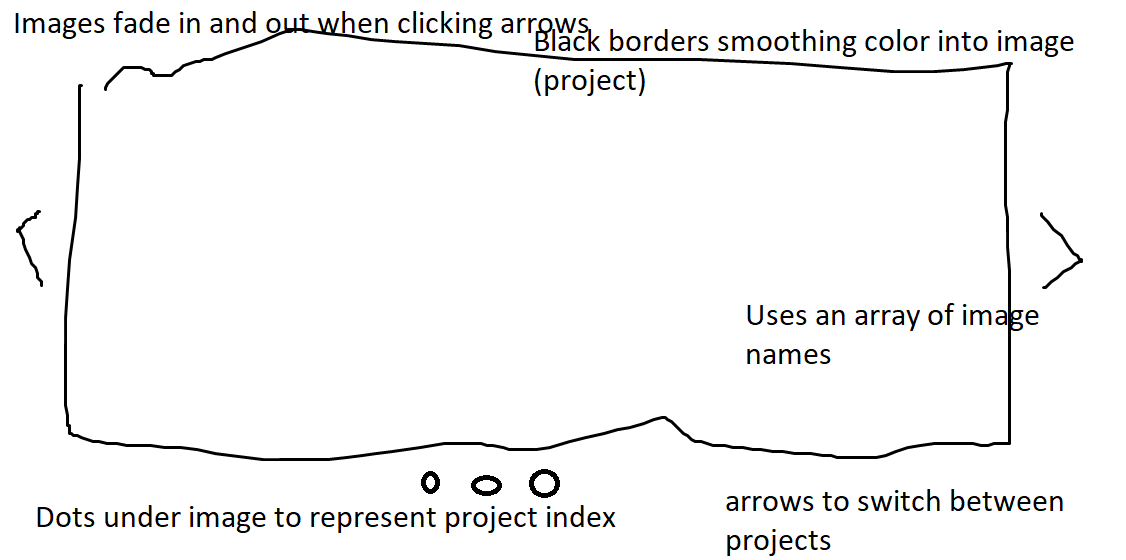 Images fade in and out when clicking arrows
Black borders smoothing color into image
(project)
Uses an array of image
names
Dots under image to represent project index
arrows to switch between
projects